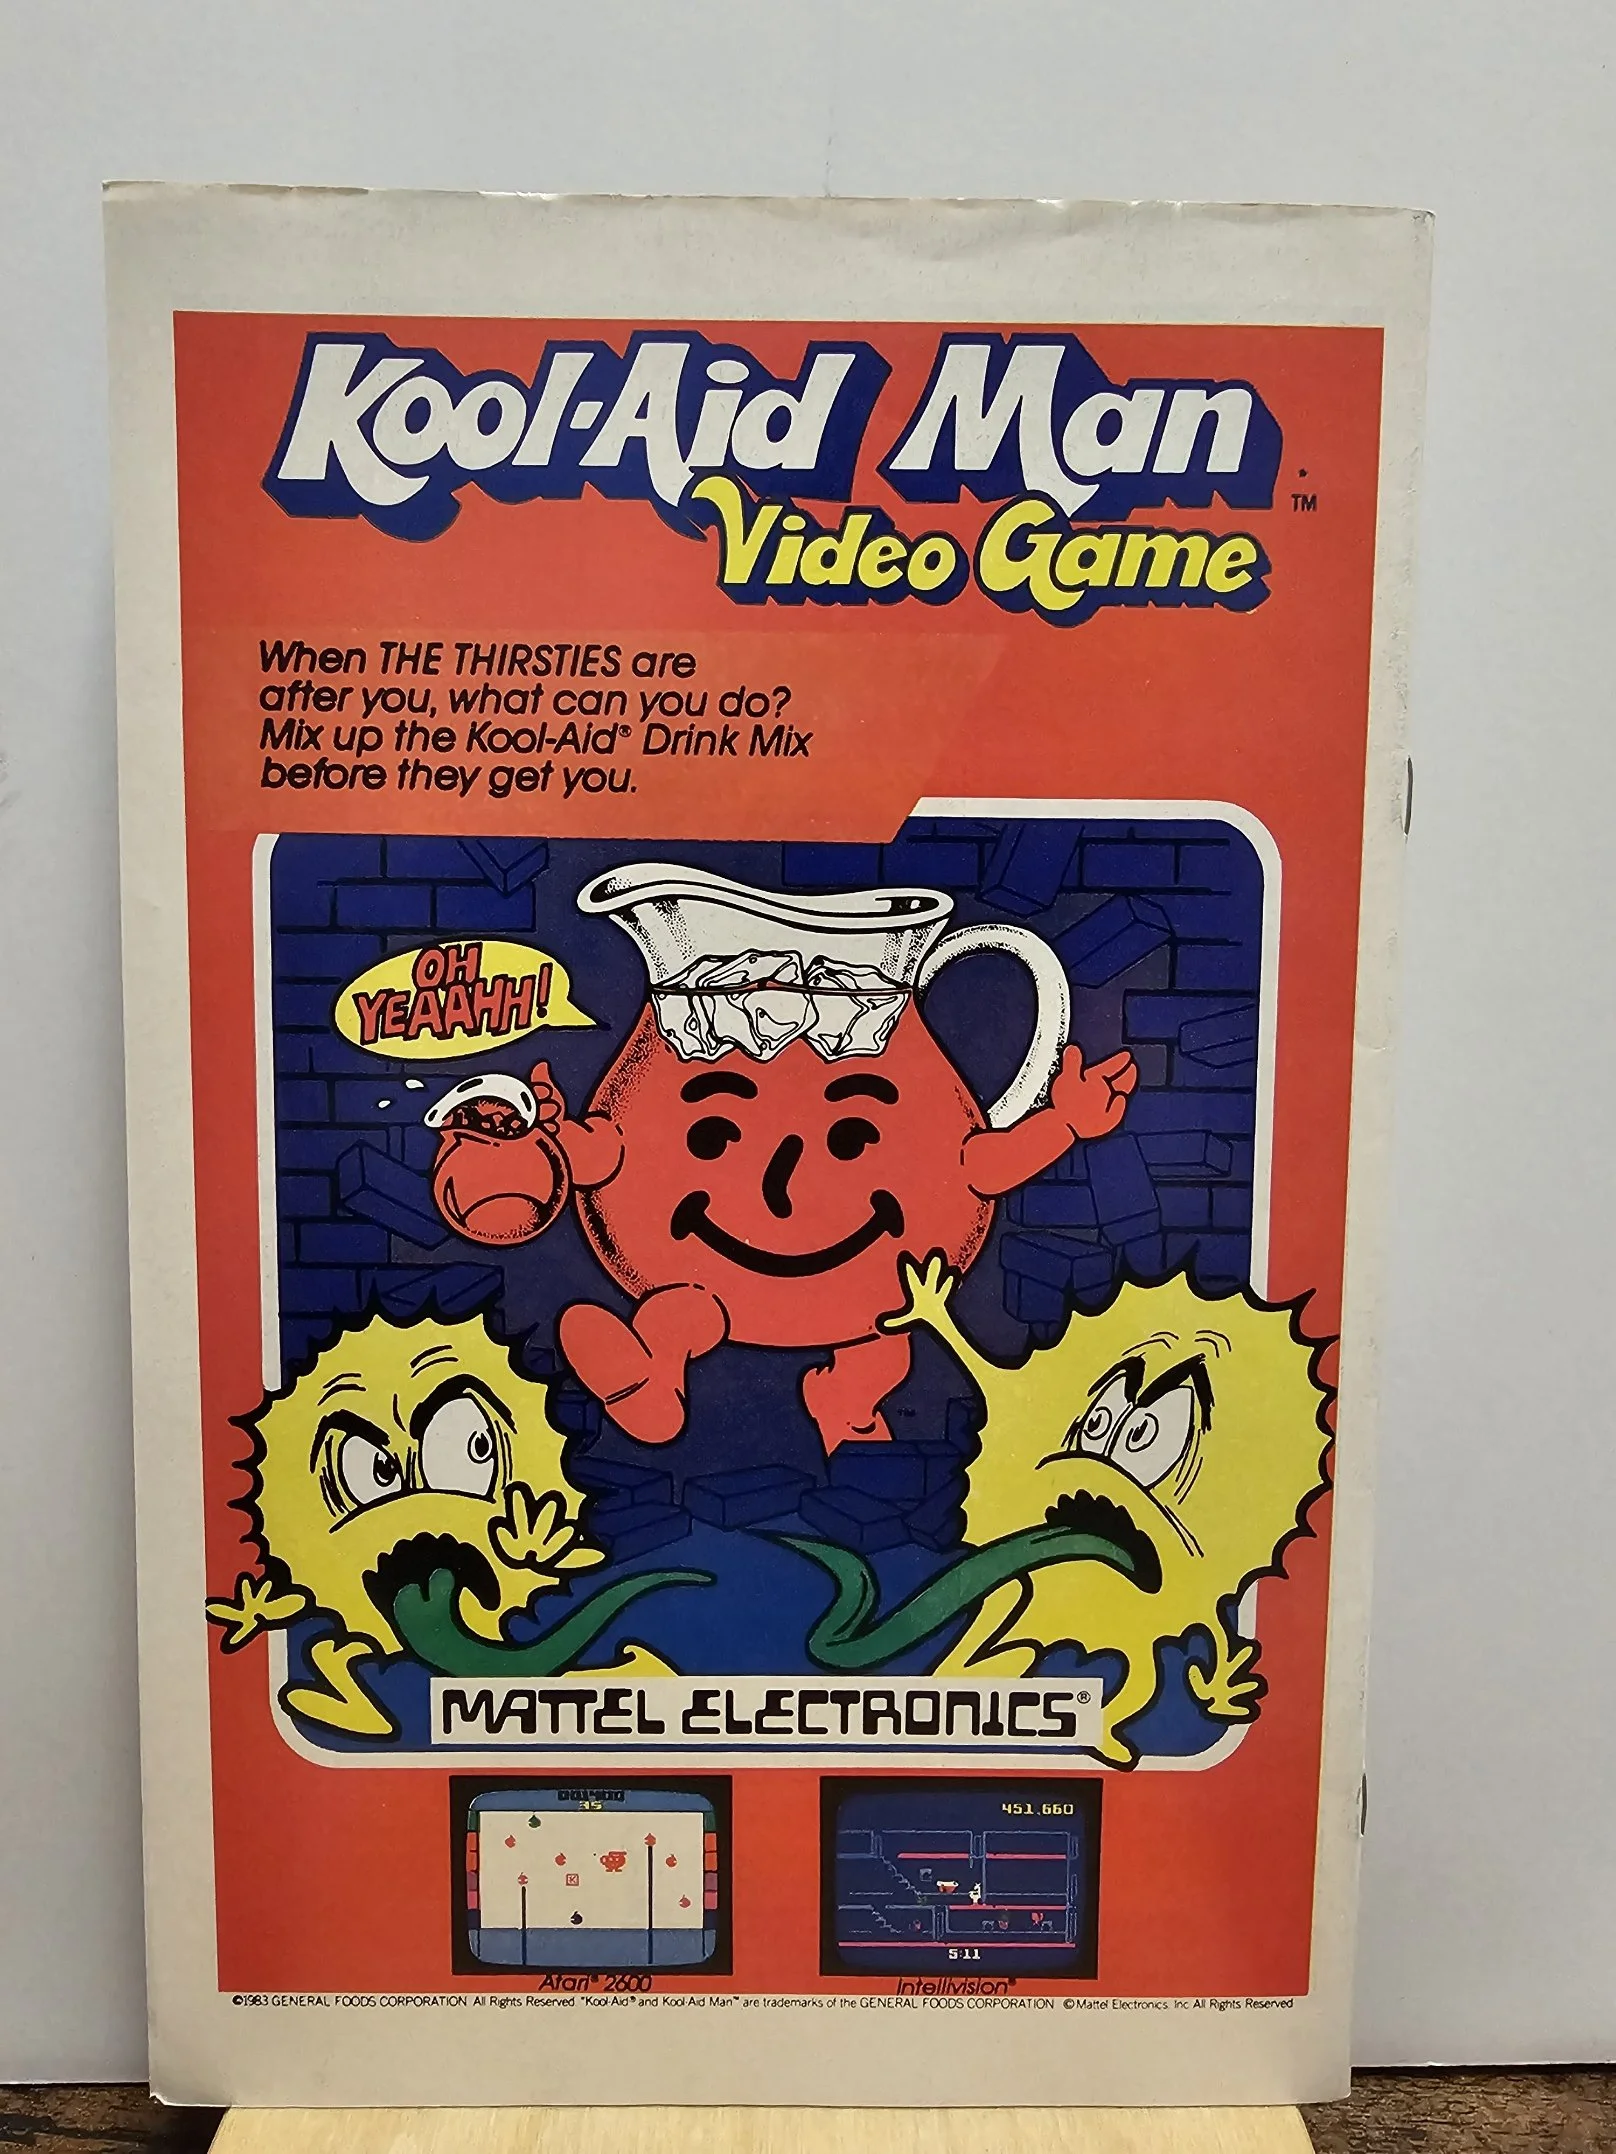 Kool-Aid Man
TM
Video Game
When THE THIRSTIES are
after you, what can you do?
Mix up the Kool-Aid® Drink Mix
before they get you.
OH
YEAAHH!
MATTEL ELECTRONICS®
35
K
451,660
5:11
Atari® 2600
Intellivision®
©1983 GENERAL FOODS CORPORATION All Rights Reserved "Kool-Aid® and Kool-Aid Man™ are trademarks of the GENERAL FOODS CORPORATION © Mattel Electronics, Inc. All Rights Reserved